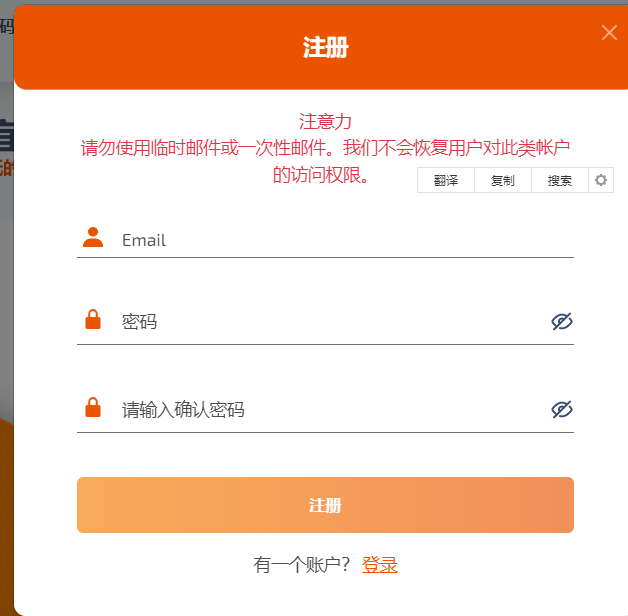 码
注册
注意力
请勿使用临时邮件或一次性邮件。我们不会恢复用户对此类帐户
的访问权限。
翻译 复制 搜索
Email
密码
请输入确认密码
注册
有一个账户？ 登录